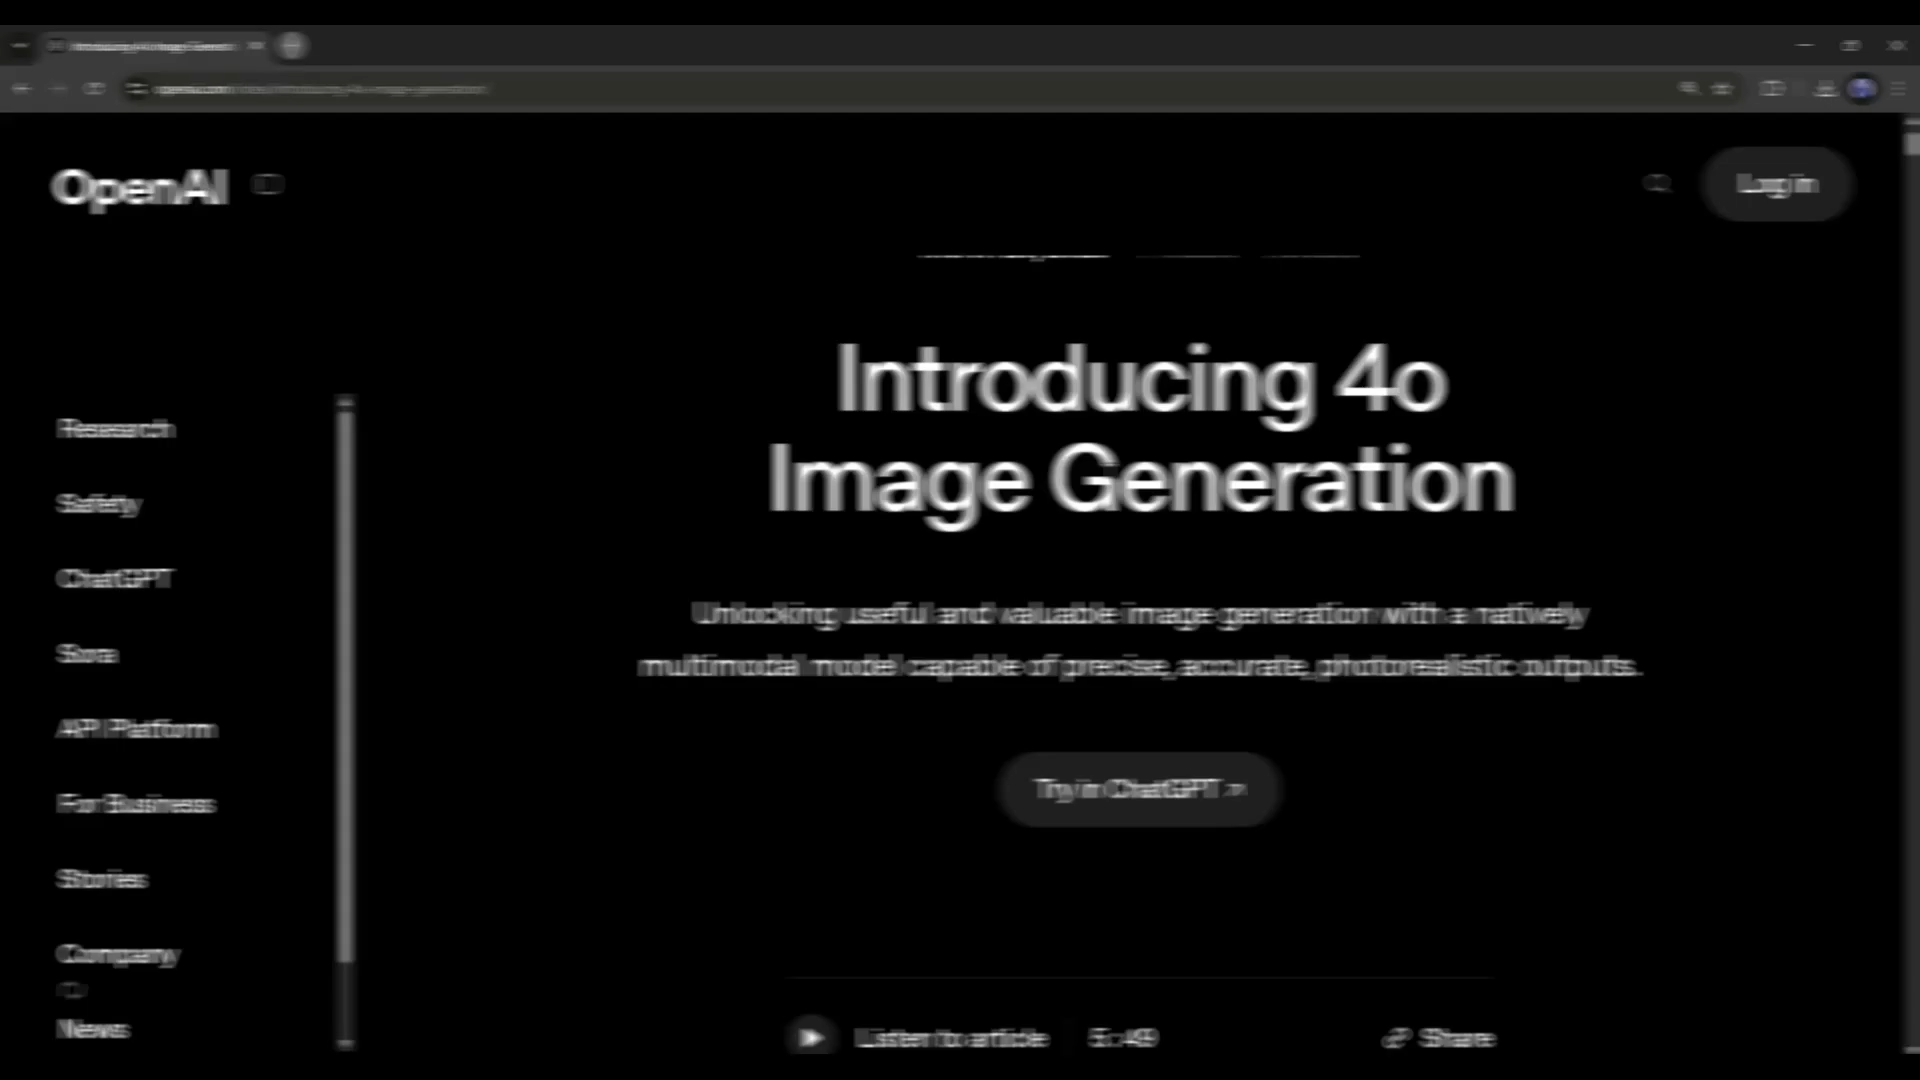 OpenAI
Log in
Introducing 4o
Image Generation
Research
Safety
ChatGPT
Sora
API Platform
For Business
Stories
Company
News
Unlocking useful and valuable image generation with a natively
multimodal model capable of precise, accurate, photorealistic outputs.
Try in ChatGPT ↗
Listen to article 5:49
Share